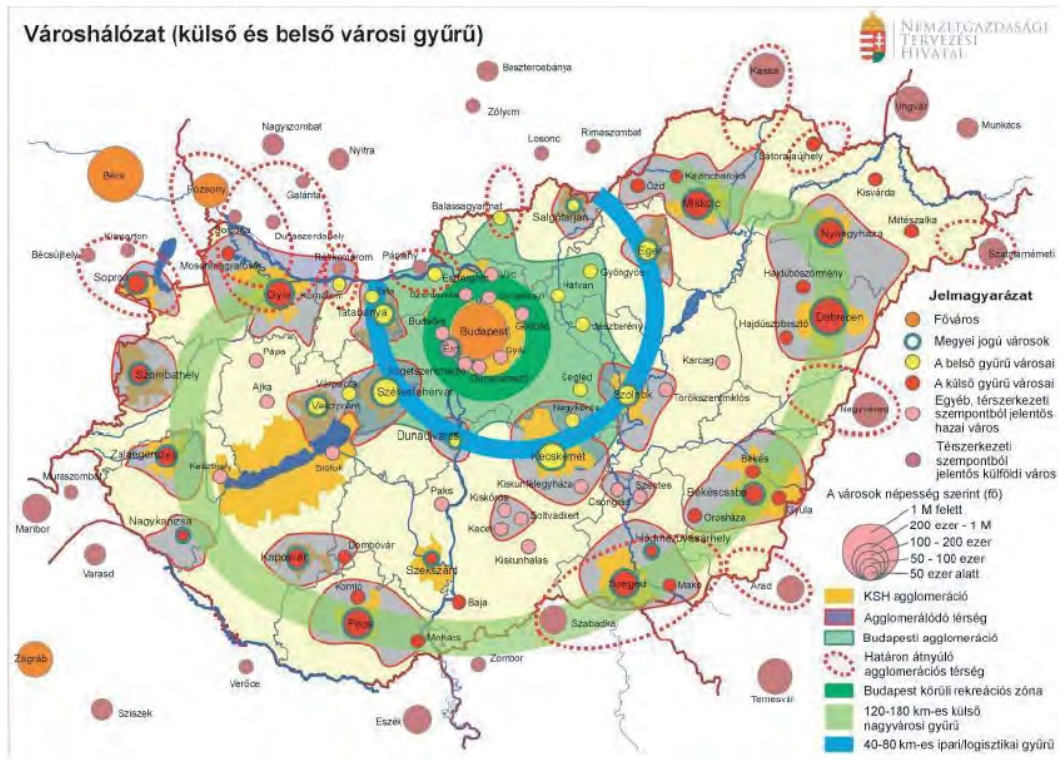 Városhálózat (külső és belső városi gyűrű)
NEMZETGAZDASÁGI
TERVEZÉSI
HIVATAL
Besztercebánya
Zólyom
Kassa
Ungvár
Munkács
Nagyszombat
Nyitra
Losonc
Rimaszombat
Bécs
Pozsony
Galánta
Sátoraljaújhely
Kisvárda
Ózd
Kazincbarcika
Miskolc
Balassagyarmat
Salgótarján
Mátészalka
Nyíregyháza
Szatmárnémeti
Dunaszerdahely
Bécsújhely
Kismarton
Sopron
Mosonmagyaróvár
Révkomárom
Párkány
Esztergom
Vác
Eger
Gyöngyös
Hatvan
Hajdúböszörmény
Győr
Komárom
Tata
Tatabánya
Szentendre
Gödöllő
Budapest
Jászberény
Debrecen
Hajdúszoboszló
Budaörs
Érd
Gyál
Szigetszentmiklós
Dunaharaszti
Pápa
Ajka
Szombathely
Várpalota
Veszprém
Székesfehérvár
Cegléd
Szolnok
Karcag
Törökszentmiklós
Nagyvárad
Nagykőrös
Dunaújváros
Kecskemét
Zalaegerszeg
Keszthely
Siófok
Muraszombat
Maribor
Nagykanizsa
Paks
Kiskunfélegyháza
Csongrád
Szentes
Békés
Békéscsaba
Gyula
Orosháza
Kiskőrös
Soltvadkert
Kecel
Kiskunhalas
Varasd
Kaposvár
Dombóvár
Szekszárd
Hódmezővásárhely
Szeged
Makó
Arad
Komló
Pécs
Mohács
Baja
Szabadka
Zágráb
Verőce
Zombor
Temesvár
Sziszek
Eszék
Jelmagyarázat
Főváros
Megyei jogú városok
A belső gyűrű városai
A külső gyűrű városai
Egyéb, térszerkezeti
szempontból jelentős
hazai város
Térszerkezeti
szempontból
jelentős külföldi város
A városok népesség szerint (fő)
1 M felett
200 ezer - 1 M
100 - 200 ezer
50 - 100 ezer
50 ezer alatt
KSH agglomeráció
Agglomerálódó térség
Budapesti agglomeráció
Határon átnyúló
agglomerációs térség
Budapest körüli rekreációs zóna
120-180 km-es külső
nagyvárosi gyűrű
40-80 km-es ipari/logisztikai gyűrű